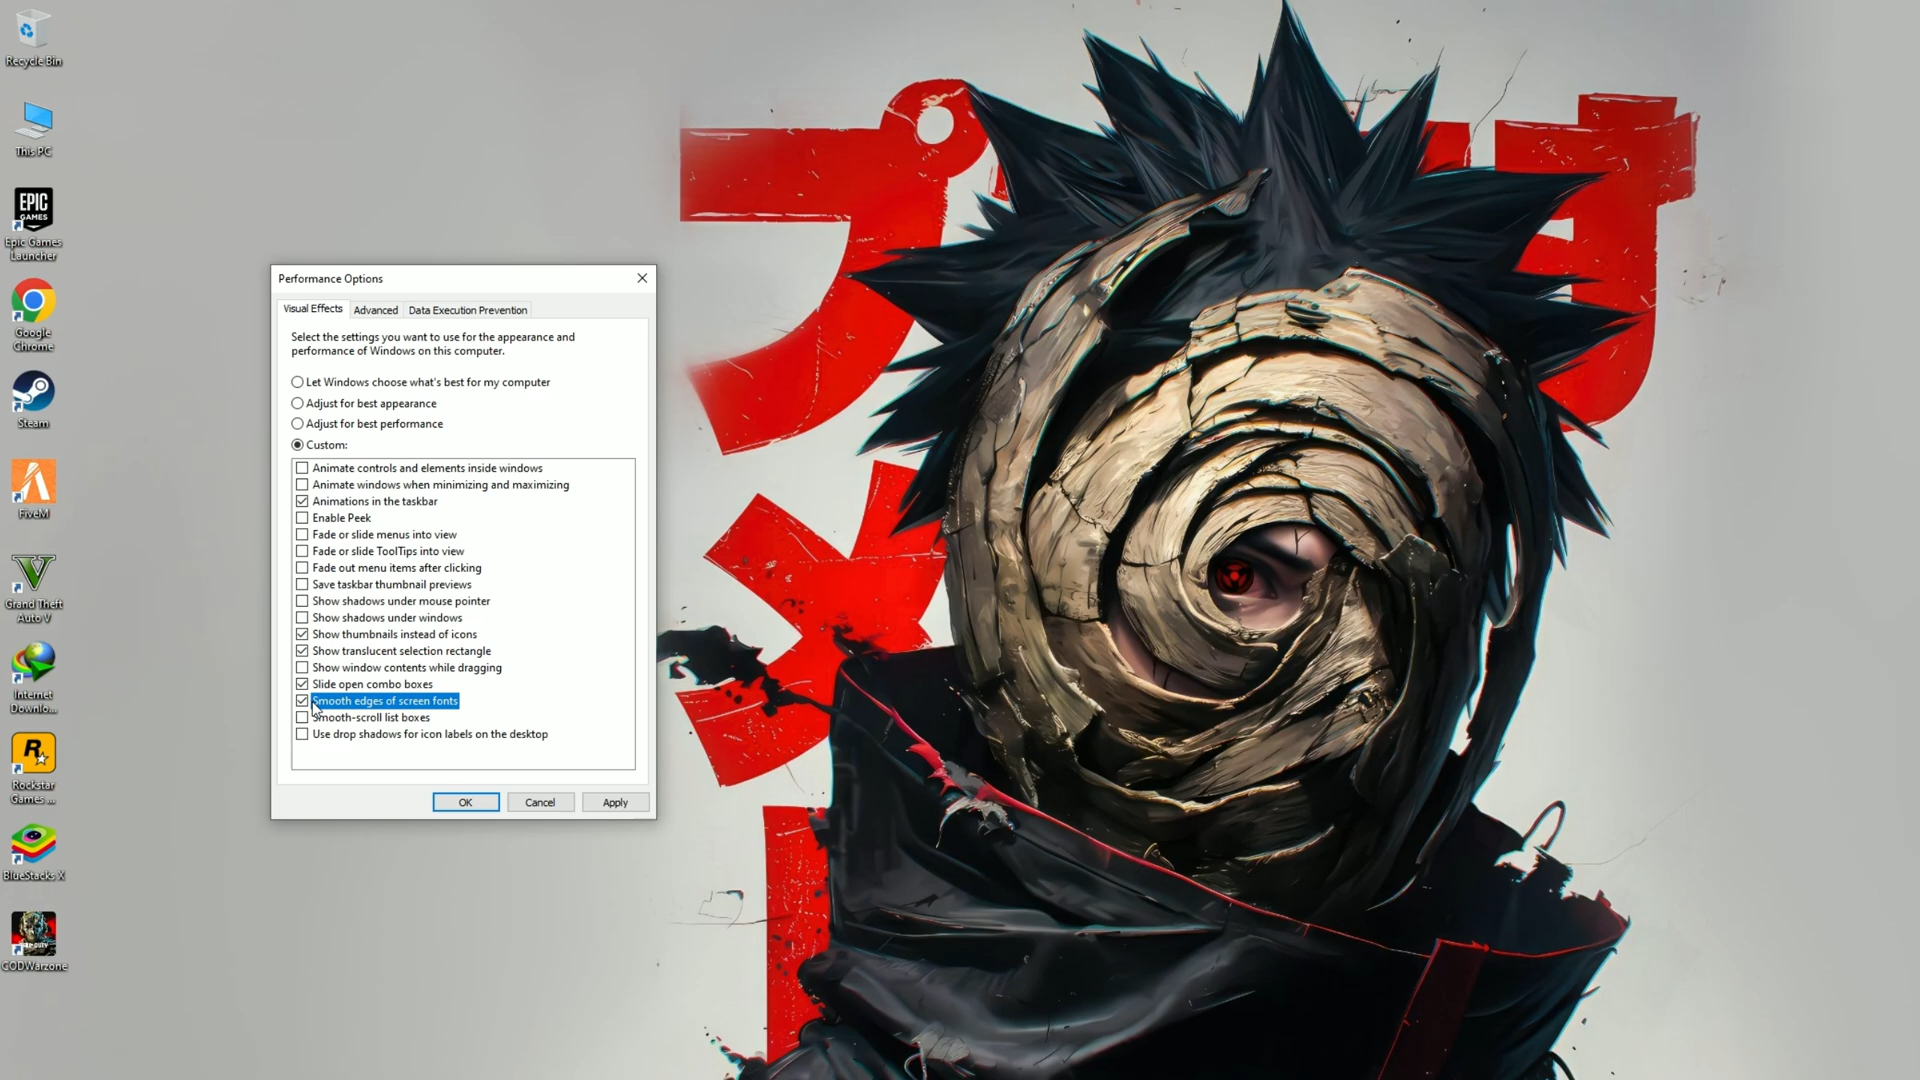 Recycle Bin
This PC
EPIC
GAMES
Epic Games
Launcher
Google
Chrome
Steam
FiveM
Grand Theft
Auto V
Internet
Downlo...
R
Rockstar
Games ...
BlueStacks X
CODWarzone
Performance Options
Visual Effects
Advanced
Data Execution Prevention
Select the settings you want to use for the appearance and
performance of Windows on this computer.
Let Windows choose what's best for my computer
Adjust for best appearance
Adjust for best performance
Custom:
Animate controls and elements inside windows
Animate windows when minimizing and maximizing
Animations in the taskbar
Enable Peek
Fade or slide menus into view
Fade or slide ToolTips into view
Fade out menu items after clicking
Save taskbar thumbnail previews
Show shadows under mouse pointer
Show shadows under windows
Show thumbnails instead of icons
Show translucent selection rectangle
Show window contents while dragging
Slide open combo boxes
Smooth edges of screen fonts
Smooth-scroll list boxes
Use drop shadows for icon labels on the desktop
OK
Cancel
Apply